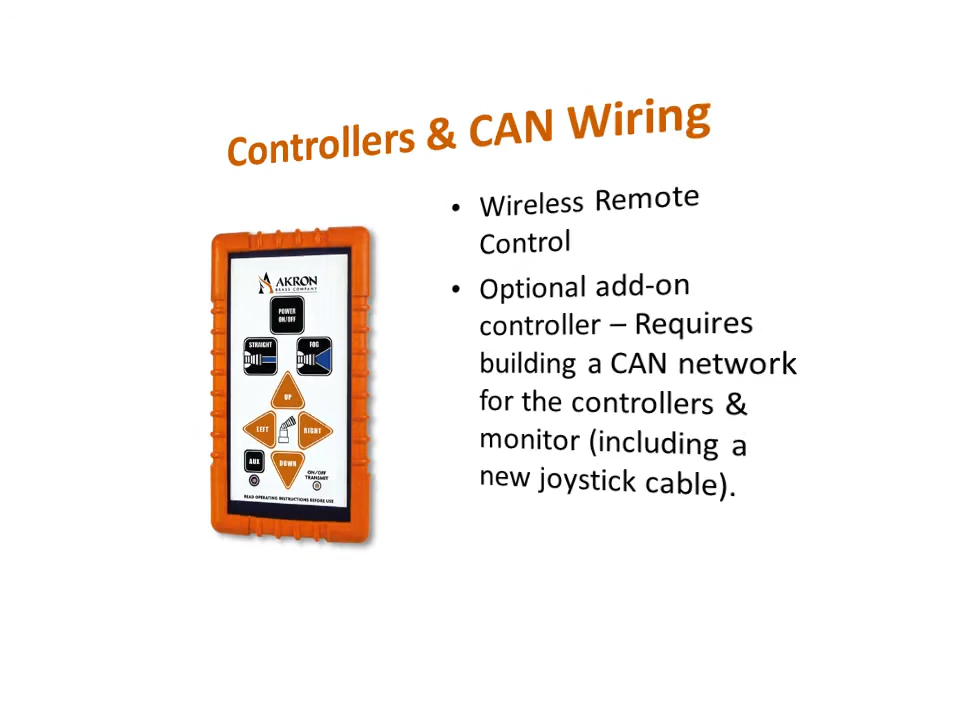 Controllers & CAN Wiring
• Wireless Remote
Control
• Optional add-on
controller – Requires
building a CAN network
for the controllers &
monitor (including a
new joystick cable).
AKRON
BRASS COMPANY
POWER
ON/OFF
STRAIGHT
FOG
UP
LEFT
RIGHT
AUX
DOWN
ON/OFF
TRANSMIT
READ OPERATING INSTRUCTIONS BEFORE USE